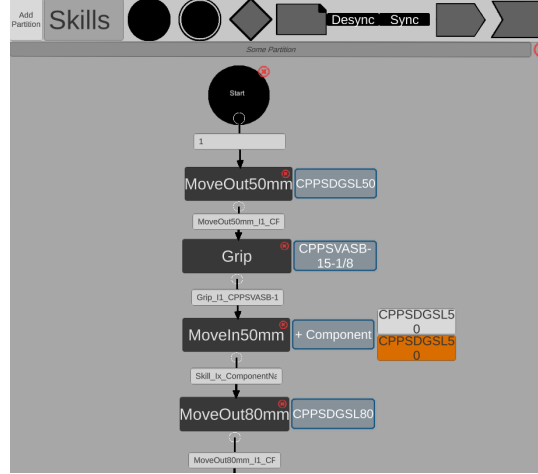 Add
Partition
Skills
Desync
Sync
Some Partition
Start
1
MoveOut50mm
CPPSDGSL50
MoveOut50mm_I1_CF
Grip
CPPSVASB-
15-1/8
Grip_I1_CPPSVASB-1
MoveIn50mm
+ Component
CPPSDGSL5
0
CPPSDGSL5
0
Skill_Ix_ComponentNa
MoveOut80mm
CPPSDGSL80
MoveOut80mm_I1_CF